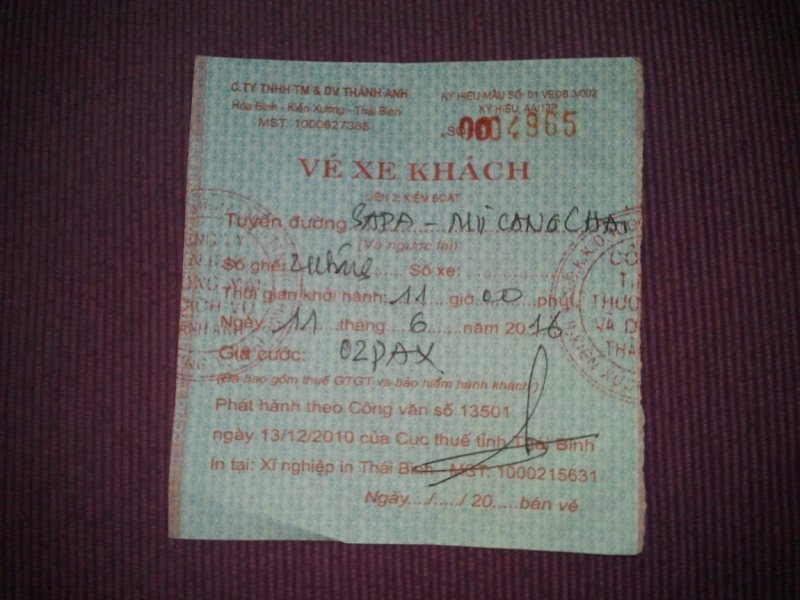 C.TY TNHH TM & DV THÀNH ANH
Hòa Bình - Kiến Xương - Thái Bình
MST: 1000627385
KÝ HIỆU MẪU SỐ: 01 VEDB 3/002
KÝ HIỆU: AA/13P
Số 0004965
VÉ XE KHÁCH
LIÊN 2: KIỂM SOÁT
Tuyến đường: SAPA - MÙ CANG CHẢI
(Và ngược lại)
Số ghế: ......... Số xe: .........
Thời gian khởi hành: 11 giờ 00 phút
Ngày 11 tháng 6 năm 2016
Giá cước: 02PAX
(Đã bao gồm thuế GTGT và bảo hiểm hành khách)
Phát hành theo Công văn số 13501
ngày 13/12/2010 của Cục thuế tỉnh Thái Bình
In tại: Xí nghiệp in Thái Bình - MST: 1000215631
Ngày..../...../ 20.....bán vé